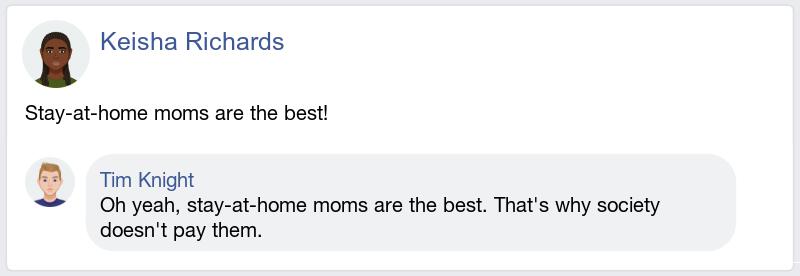 Keisha Richards
Stay-at-home moms are the best!
Tim Knight
Oh yeah, stay-at-home moms are the best. That's why society
doesn't pay them.